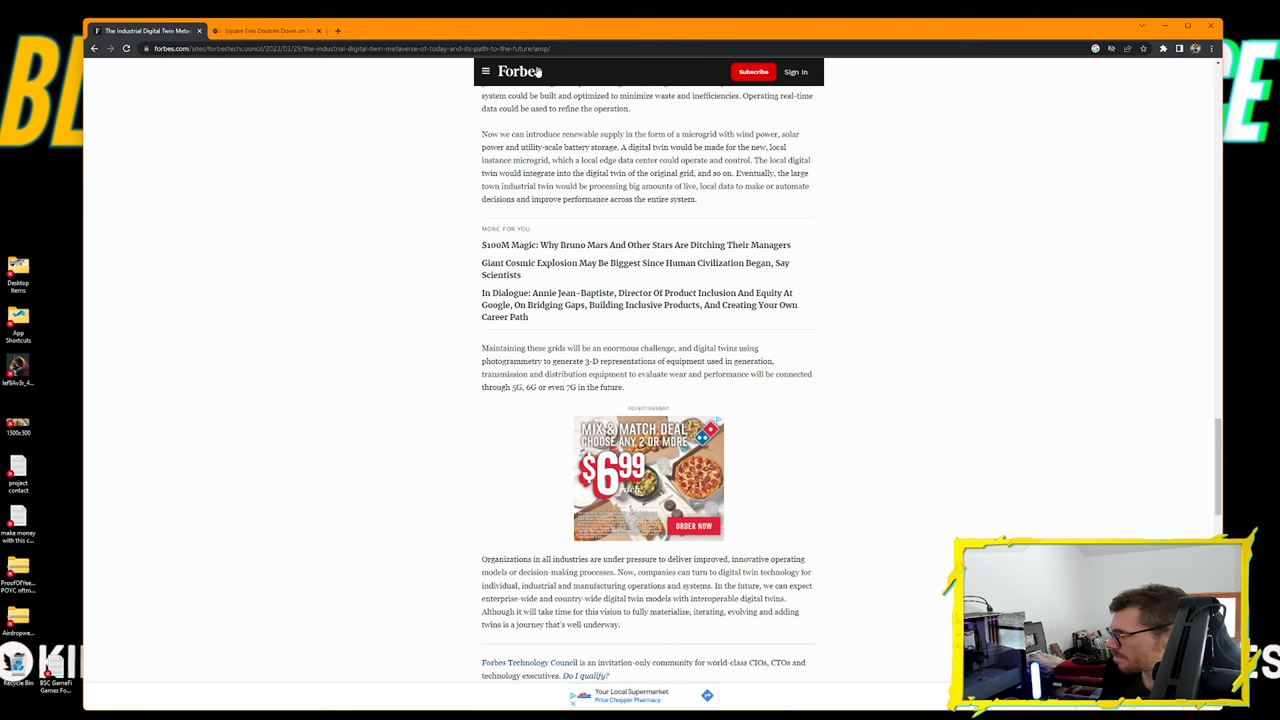 The Industrial Digital Twin Metav
Square Enix Doubles Down on
forbes.com/sites/forbestechcouncil/2023/03/29/the-industrial-digital-twin-metaverse-of-today-and-its-path-to-the-future/amp/
Forbes
Subscribe
Sign In
system could be built and optimized to minimize waste and inefficiencies. Operating real-time
data could be used to refine the operation.
Now we can introduce renewable supply in the form of a microgrid with wind power, solar
power and utility-scale battery storage. A digital twin would be made for the new, local
instance microgrid, which a local edge data center could operate and control. The local digital
twin would integrate into the digital twin of the original grid, and so on. Eventually, the large
town industrial twin would be processing big amounts of live, local data to make or automate
decisions and improve performance across the entire system.
MORE FOR YOU
$100M Magic: Why Bruno Mars And Other Stars Are Ditching Their Managers
Giant Cosmic Explosion May Be Biggest Since Human Civilization Began, Say
Scientists
In Dialogue: Annie Jean-Baptiste, Director Of Product Inclusion And Equity At
Google, On Bridging Gaps, Building Inclusive Products, And Creating Your Own
Career Path
Maintaining these grids will be an enormous challenge, and digital twins using
photogrammetry to generate 3-D representations of equipment used in generation,
transmission and distribution equipment to evaluate wear and performance will be connected
through 5G, 6G or even 7G in the future.
ADVERTISEMENT
MIX & MATCH DEAL
CHOOSE ANY 2 OR MORE
$6.99
each
ORDER NOW
Organizations in all industries are under pressure to deliver improved, innovative operating
models or decision-making processes. Now, companies can turn to digital twin technology for
individual, industrial and manufacturing operations and systems. In the future, we can expect
enterprise-wide and country-wide digital twin models with interoperable digital twins.
Although it will take time for this vision to fully materialize, iterating, evolving and adding
twins is a journey that's well underway.
Forbes Technology Council is an invitation-only community for world-class CIOs, CTOs and
technology executives. Do I qualify?
Your Local Supermarket
Price Chopper Pharmacy
Desktop
Items
App
Shortcuts
1500x500
project
contact
make money
with this c...
ProofOfYee...
POYC nftm...
Airdropwe...
Recycle Bin
BSC GameFi
Games Fo...